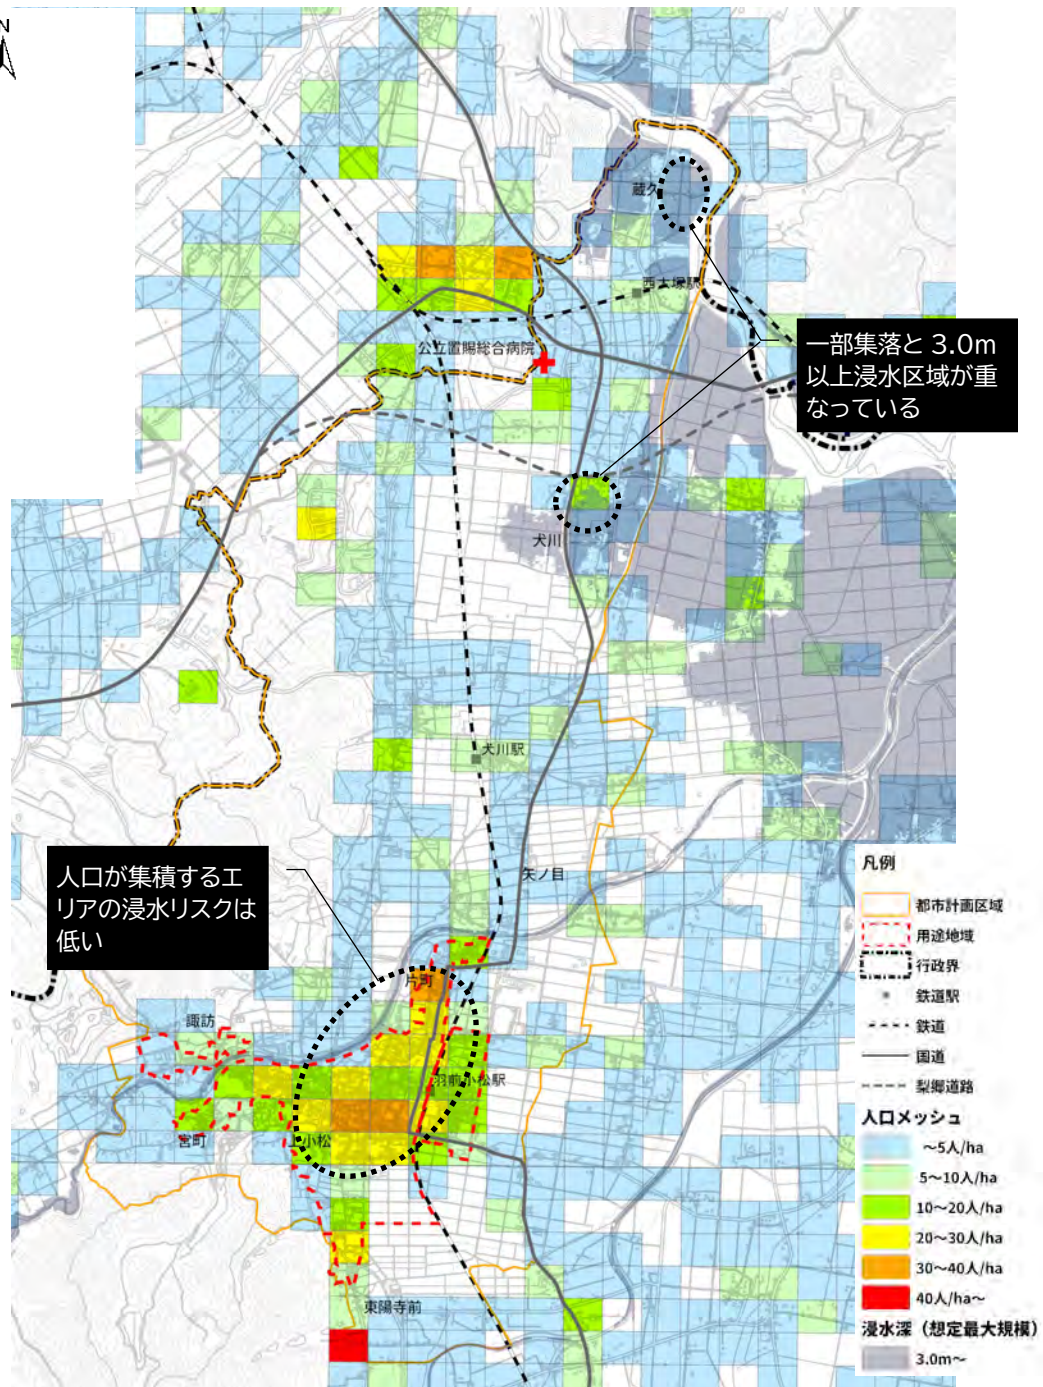 N
蔵久
西大塚駅
公立置賜総合病院
一部集落と 3.0m
以上浸水区域が重
なっている
犬川
犬川駅
矢ノ目
人口が集積するエ
リアの浸水リスクは
低い
片町
諏訪
羽前小松駅
宮町
上小松
東陽寺前
凡例
都市計画区域
用途地域
行政界
鉄道駅
鉄道
国道
梨郷道路
人口メッシュ
～5人/ha
5～10人/ha
10～20人/ha
20～30人/ha
30～40人/ha
40人/ha～
浸水深（想定最大規模）
3.0m～